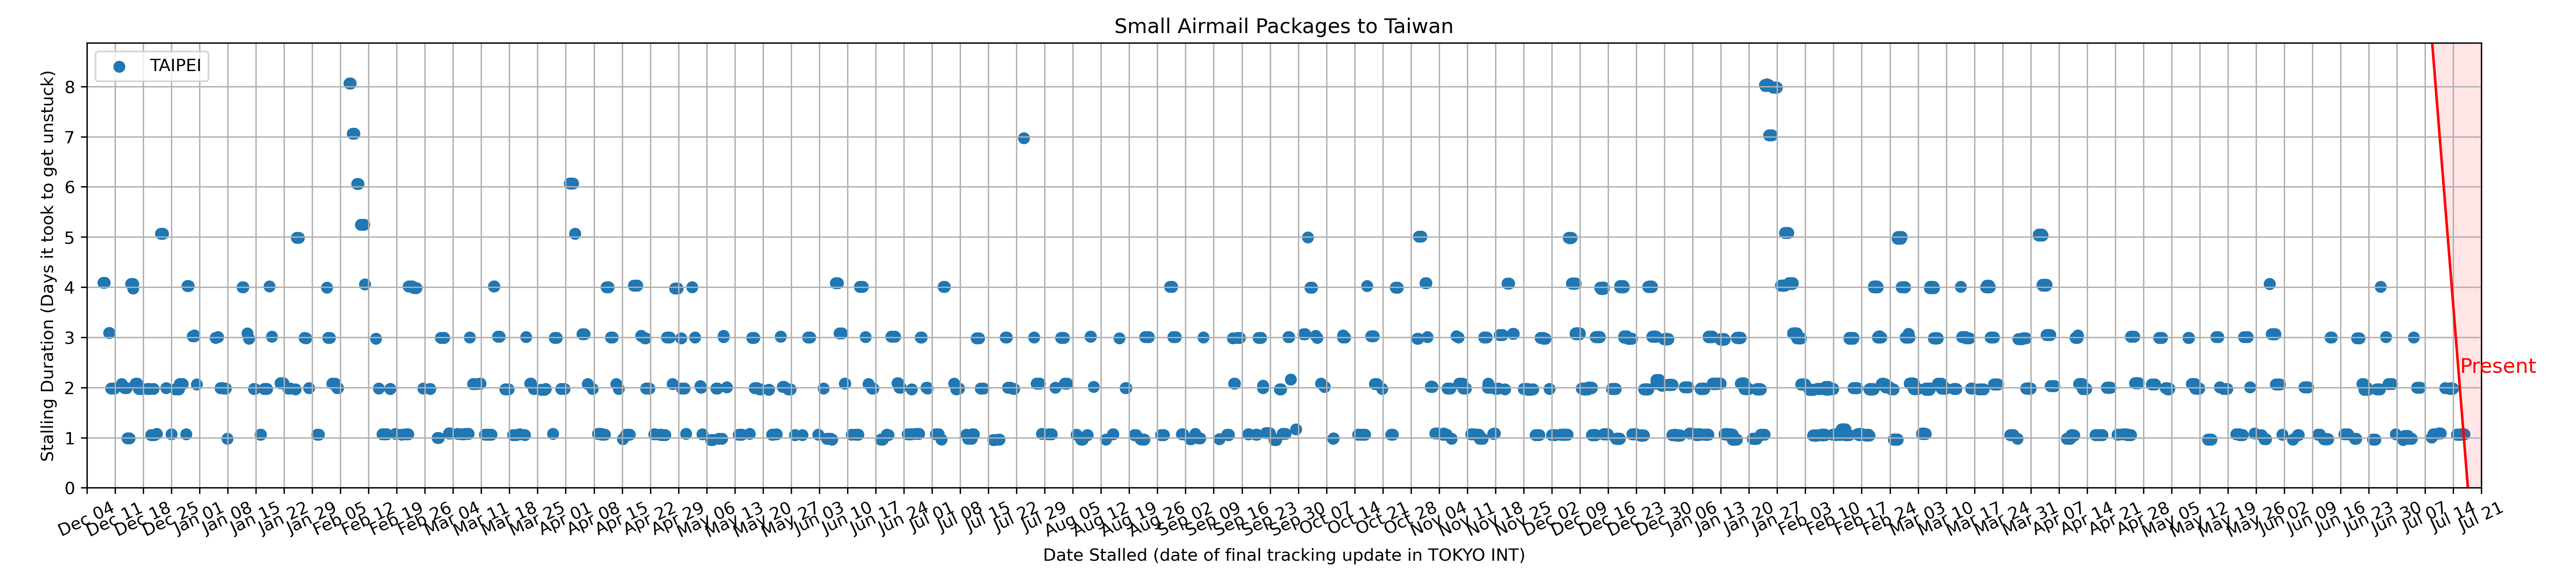 Small Airmail Packages to Taiwan
TAIPEI
Stalling Duration (Days it took to get unstuck)
8
7
6
5
4
3
2
1
0
Present
Dec 04
Dec 11
Dec 18
Dec 25
Jan 01
Jan 08
Jan 15
Jan 22
Jan 29
Feb 05
Feb 12
Feb 19
Feb 26
Mar 04
Mar 11
Mar 18
Mar 25
Apr 01
Apr 08
Apr 15
Apr 22
Apr 29
May 06
May 13
May 20
May 27
Jun 03
Jun 10
Jun 17
Jun 24
Jul 01
Jul 08
Jul 15
Jul 22
Jul 29
Aug 05
Aug 12
Aug 19
Aug 26
Sep 02
Sep 09
Sep 16
Sep 23
Sep 30
Oct 07
Oct 14
Oct 21
Oct 28
Nov 04
Nov 11
Nov 18
Nov 25
Dec 02
Dec 09
Dec 16
Dec 23
Dec 30
Jan 06
Jan 13
Jan 20
Jan 27
Feb 03
Feb 10
Feb 17
Feb 24
Mar 03
Mar 10
Mar 17
Mar 24
Mar 31
Apr 07
Apr 14
Apr 21
Apr 28
May 05
May 12
May 19
May 26
Jun 02
Jun 09
Jun 16
Jun 23
Jun 30
Jul 07
Jul 14
Jul 21
Date Stalled (date of final tracking update in TOKYO INT)